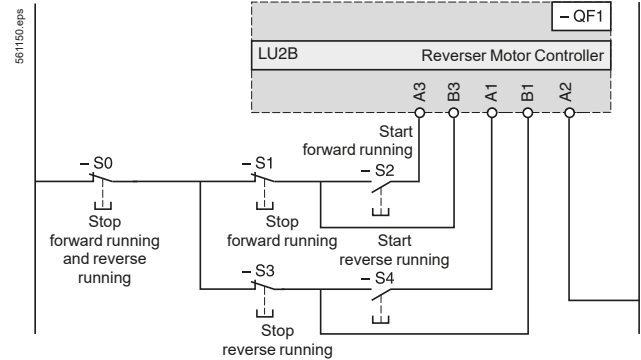 561150.eps
– QF1
LU2B
Reverser Motor Controller
A3
B3
A1
B1
A2
Start
forward running
– S0
– S1
– S2
Stop
forward running
and reverse
running
Stop
forward running
Start
reverse running
– S3
– S4
Stop
reverse running